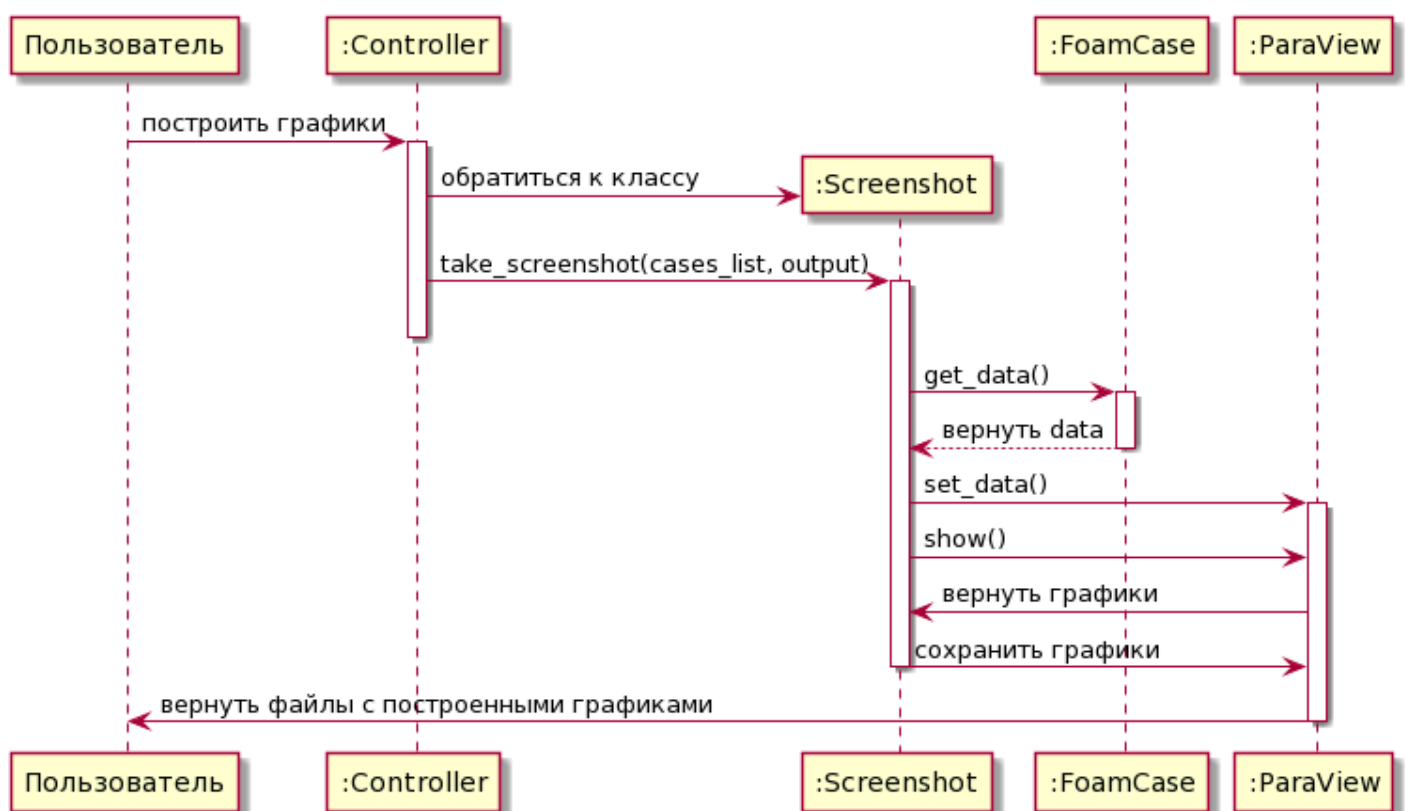 Пользователь
:Controller
:FoamCase
:ParaView
построить графики
обратиться к классу
:Screenshot
take_screenshot(cases_list, output)
get_data()
вернуть data
set_data()
show()
вернуть графики
сохранить графики
вернуть файлы с построенными графиками
Пользователь
:Controller
:Screenshot
:FoamCase
:ParaView